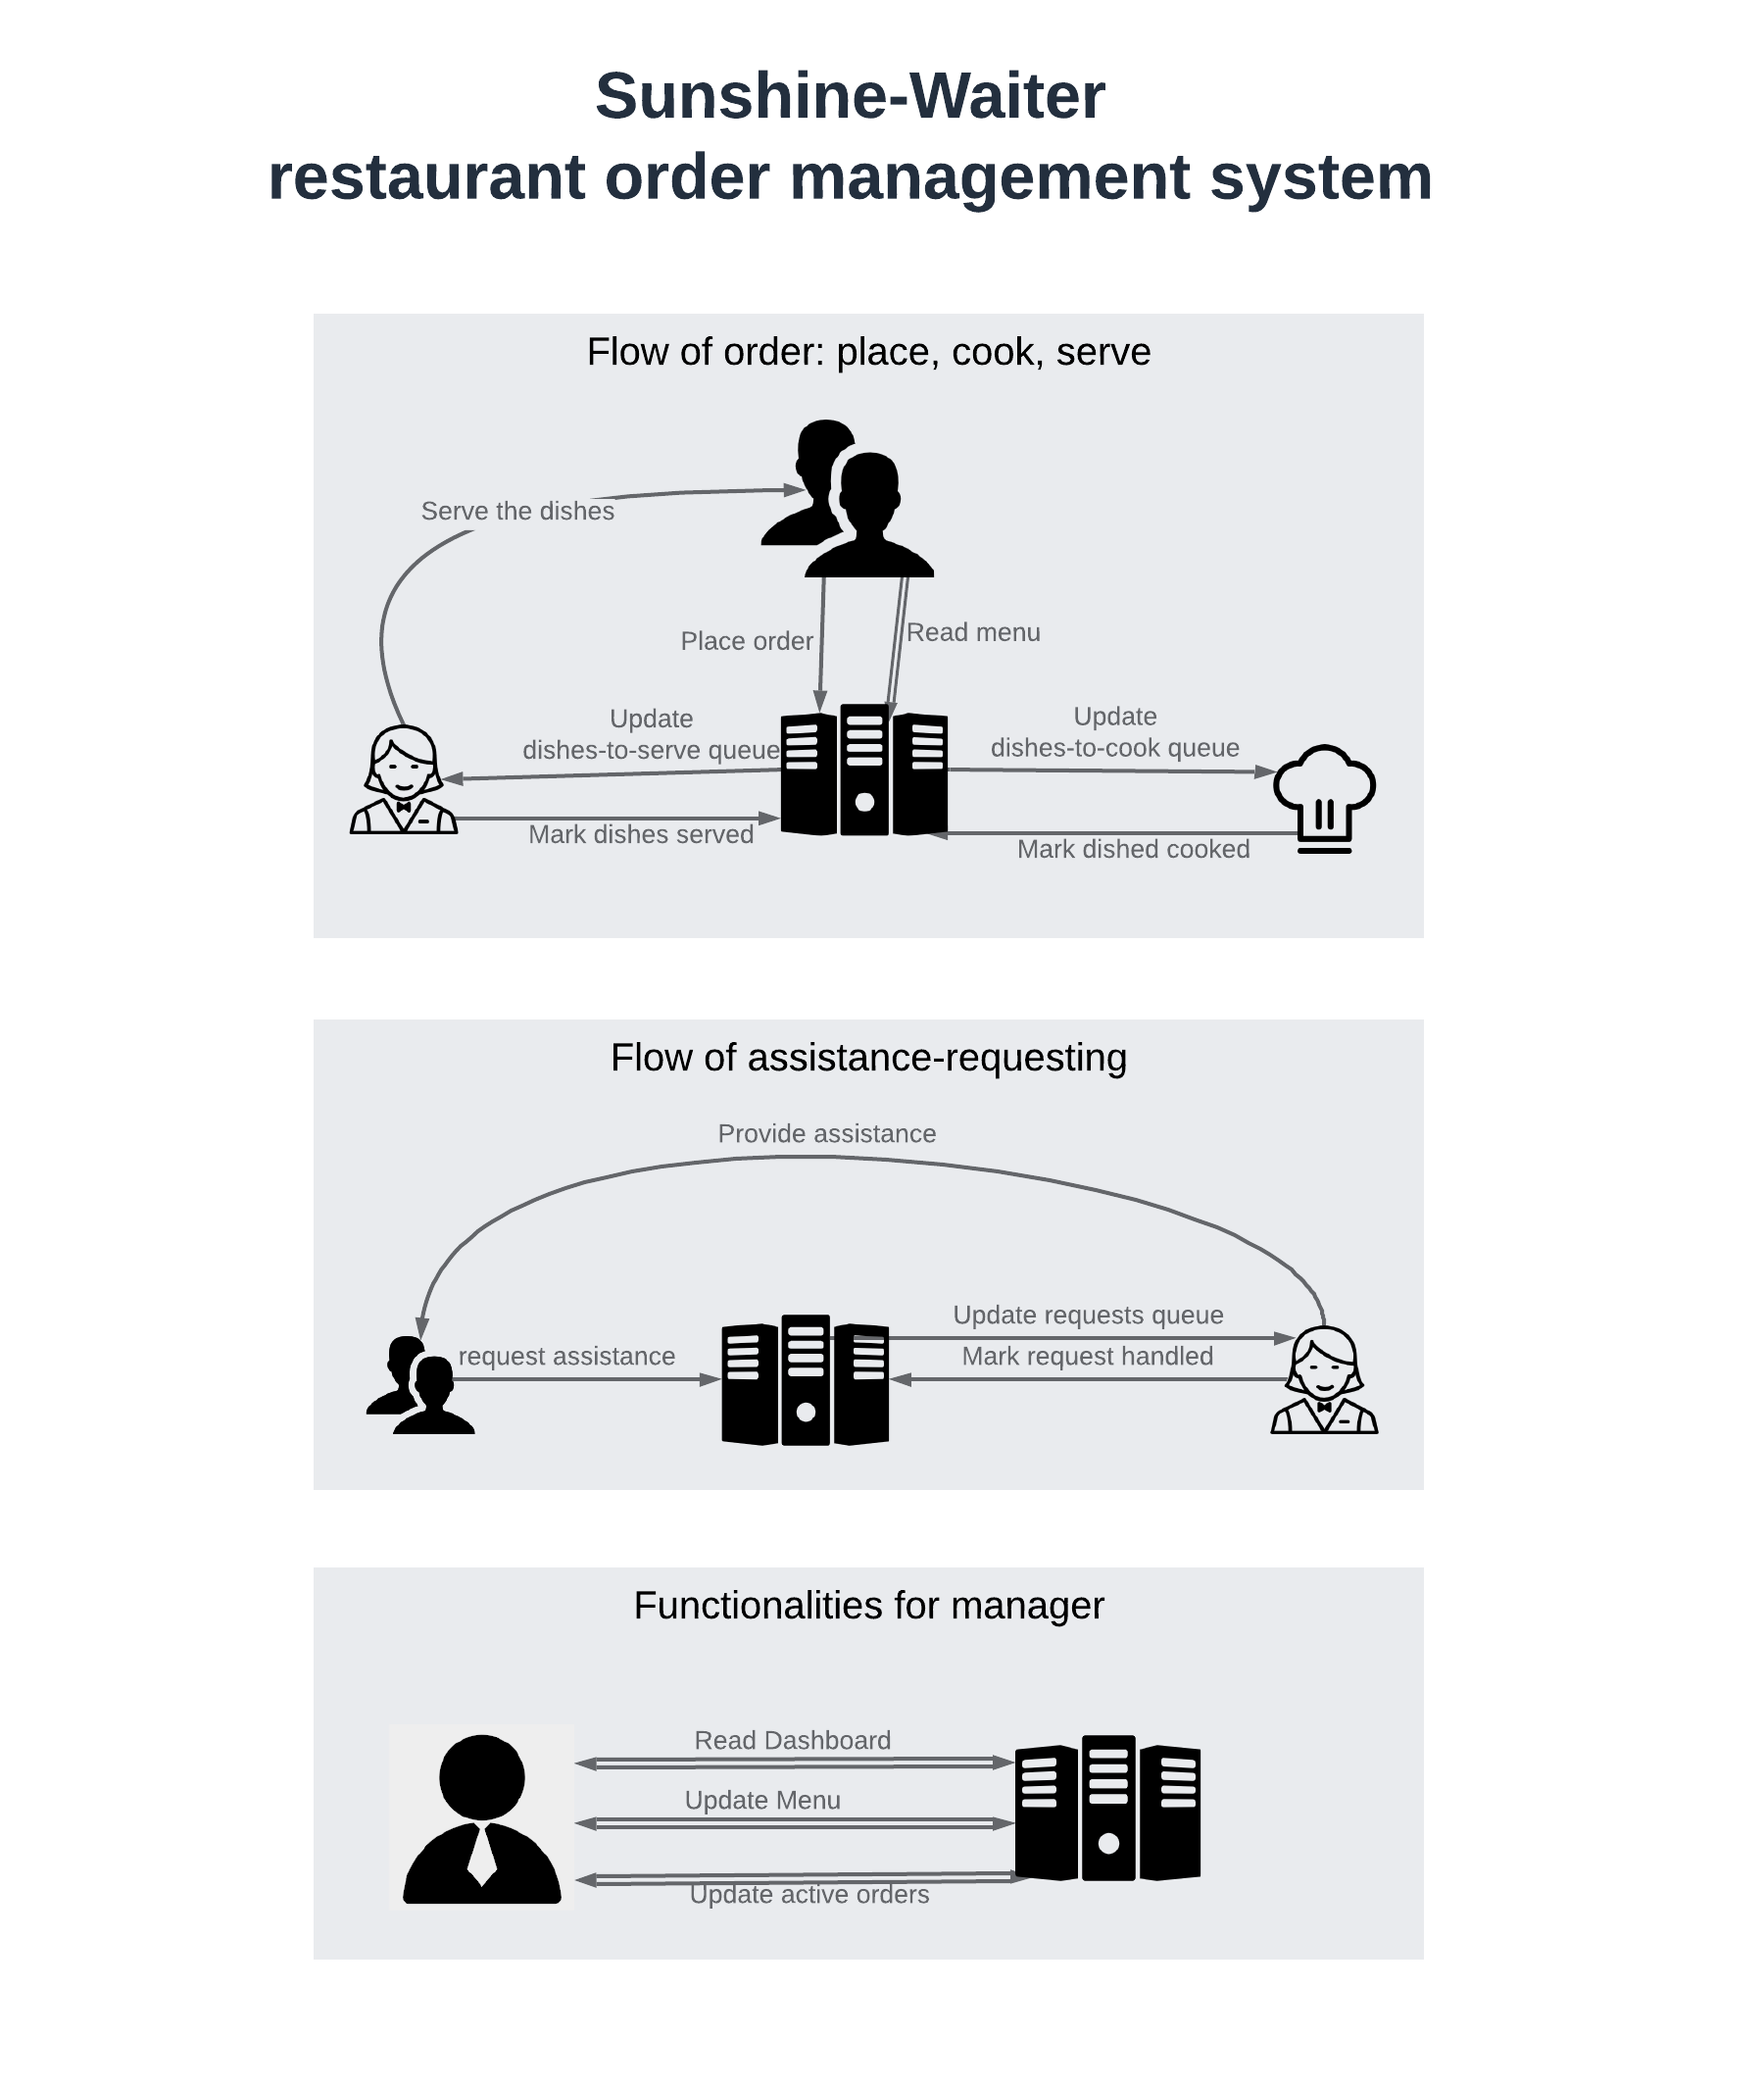 Sunshine-Waiter
restaurant order management system
Flow of order: place, cook, serve
Serve the dishes
Place order
Read menu
Update
dishes-to-serve queue
Update
dishes-to-cook queue
Mark dishes served
Mark dished cooked
Flow of assistance-requesting
Provide assistance
Update requests queue
request assistance
Mark request handled
Functionalities for manager
Read Dashboard
Update Menu
Update active orders